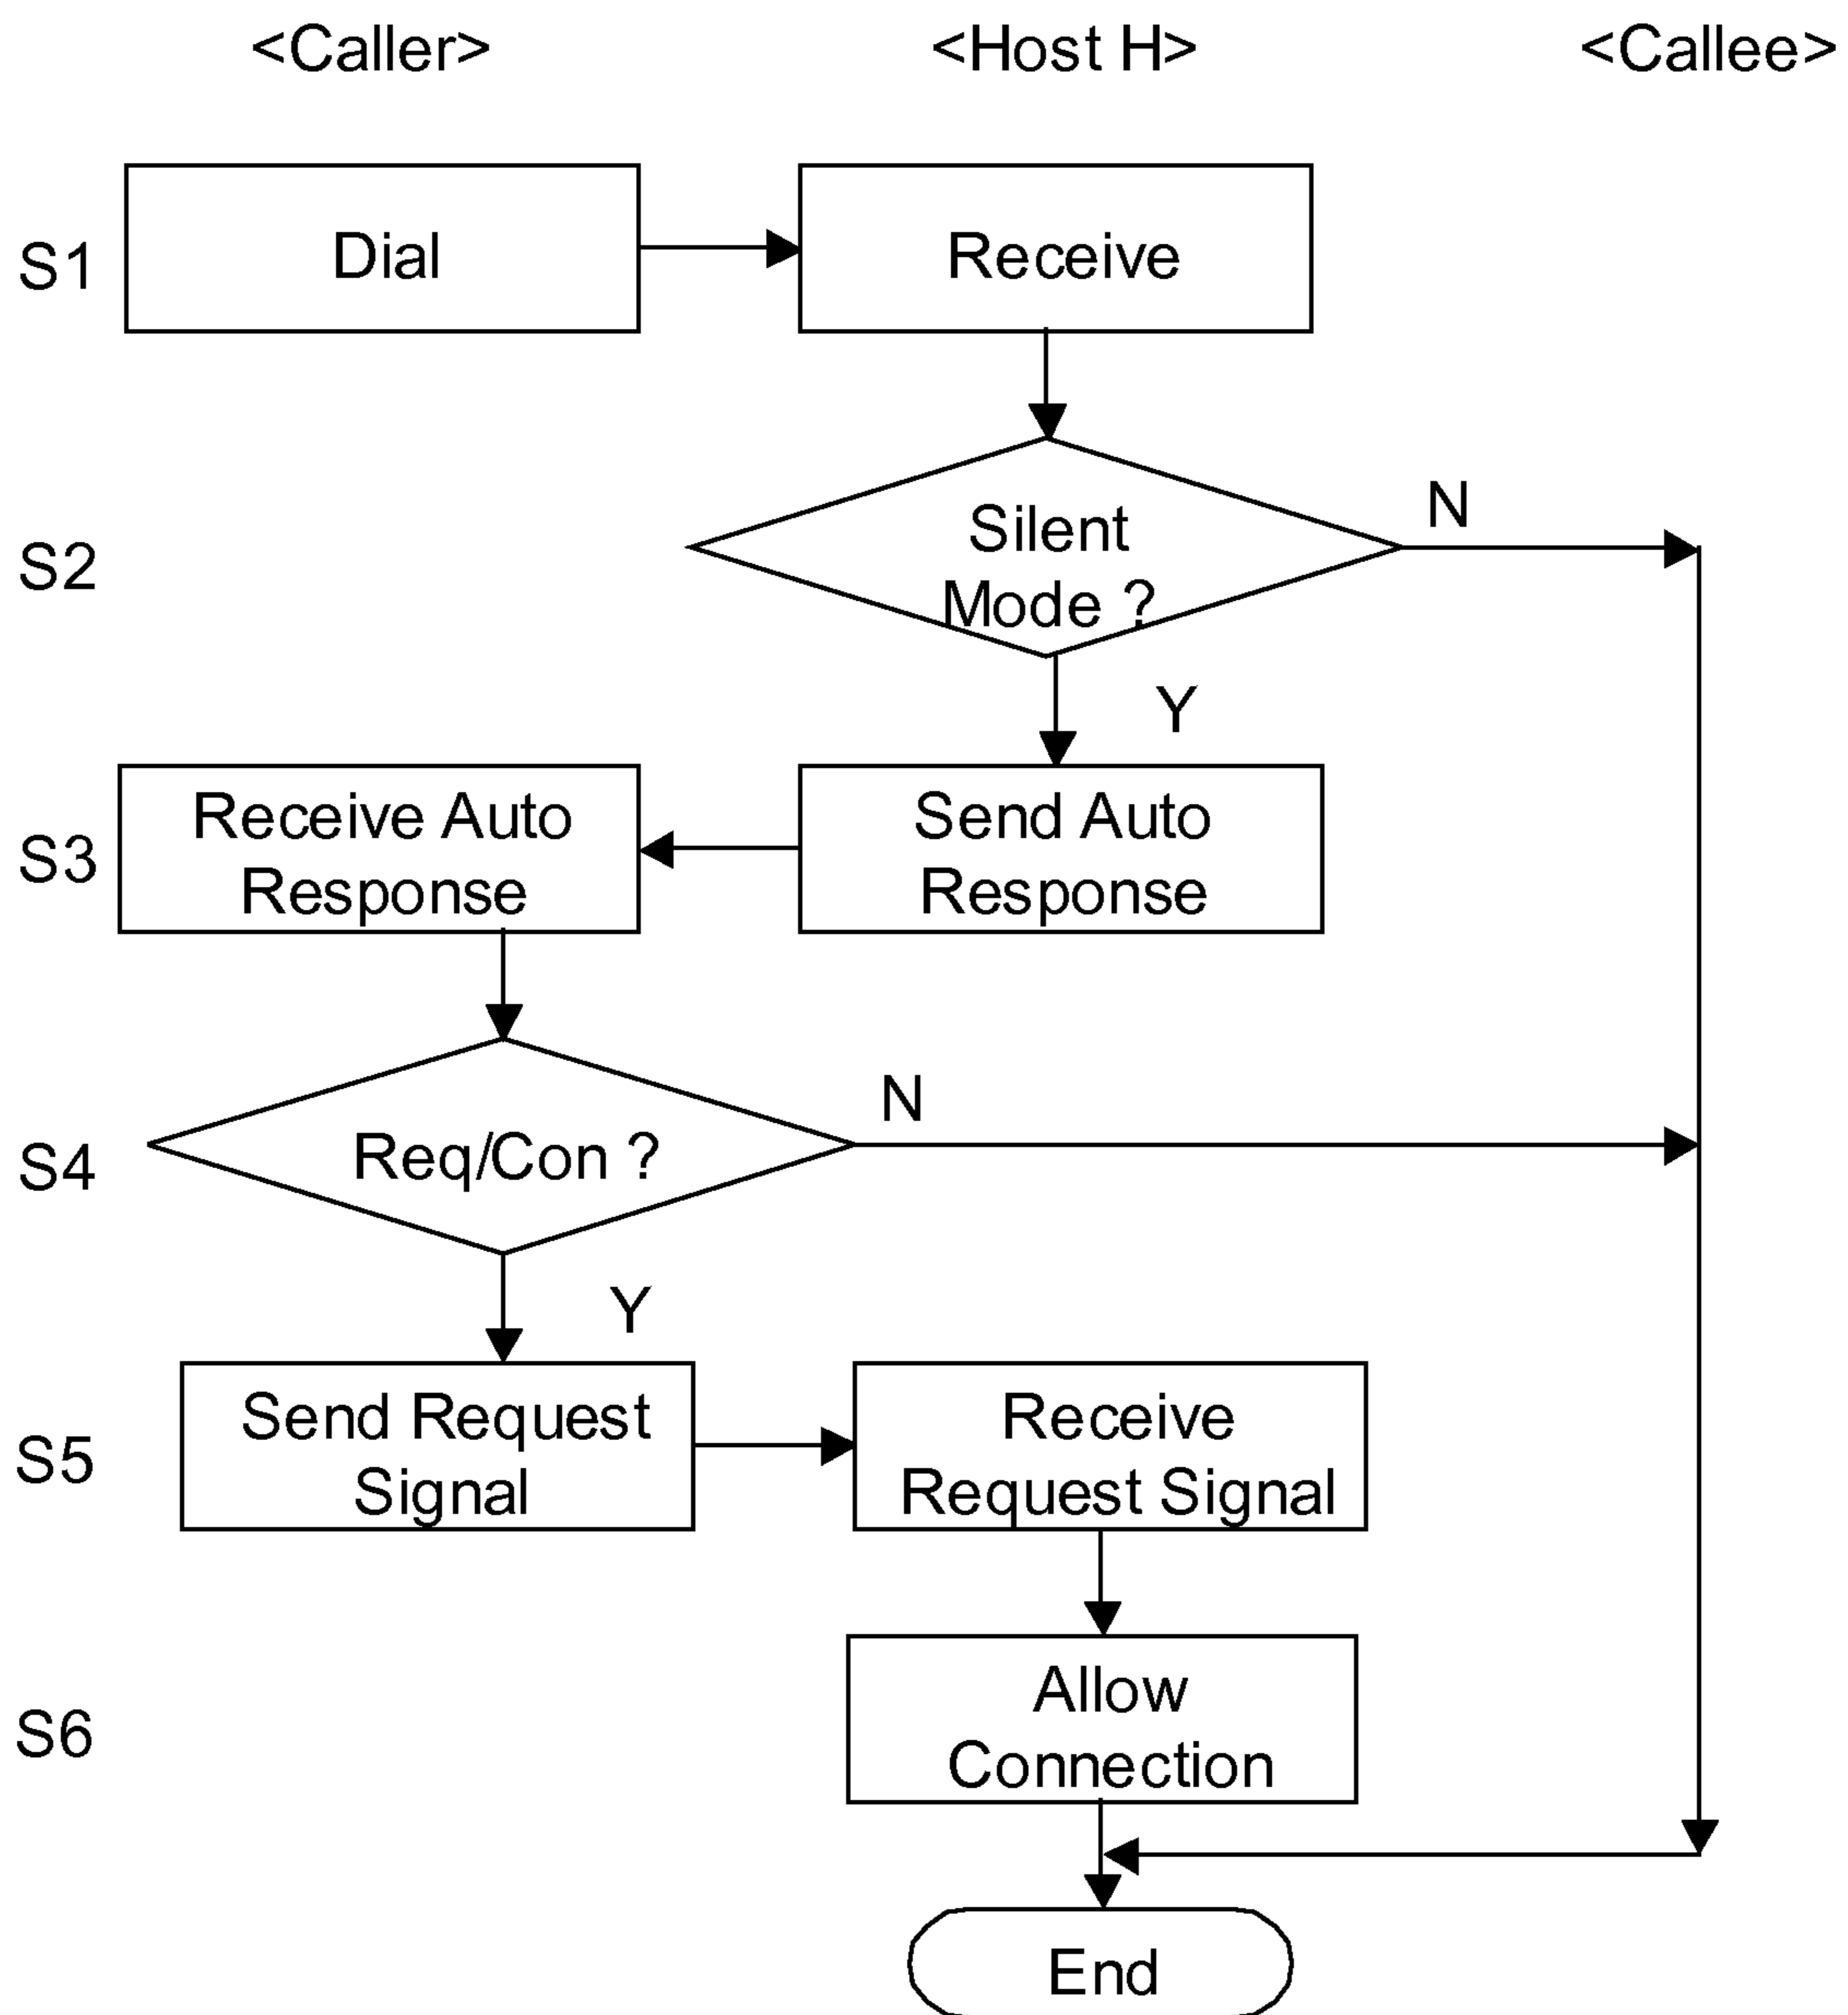 <Caller>
<Host H>
<Callee>
S1
Dial
Receive
S2
Silent
Mode ?
N
Y
S3
Receive Auto
Response
Send Auto
Response
S4
Req/Con ?
N
Y
S5
Send Request
Signal
Receive
Request Signal
S6
Allow
Connection
End